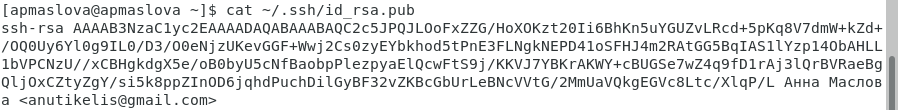 [apmaslova@apmaslova ~]$ cat ~/.ssh/id_rsa.pub
ssh-rsa AAAAB3NzaC1yc2EAAAADAQABAAABAQC2c5JPQJLOoFxZZG/HoXOKzt20Ii6BhKn5uYGUZvLRcd+5pKq8V7dmW+kZd+
/OQ0Uy6Yl0g9IL0/D3/O0eNjzUKevGGF+Wwj2Cs0zyEYbkhod5tPnE3FLNgkNEPD41oSFHJ4m2RAtGG5BqIAS1lYzp14ObAHLL
1bVPCNzU//xCBHgkdgX5e/oB0byU5cNfBaobpPlezpyaElQcwFtS9j/KKVJ7YBKrAKWY+cBUGSe7wZ4q9fD1rAj3lQrBVRaeBg
QljOxCZtyZgY/si5k8ppZInOD6jqhdPuchDilGyBF32vZKBcGbUrLeBNcVVtG/2MmUaVQkgEGVc8Ltc/XlqP/L Анна Маслов
а <anutikelis@gmail.com>